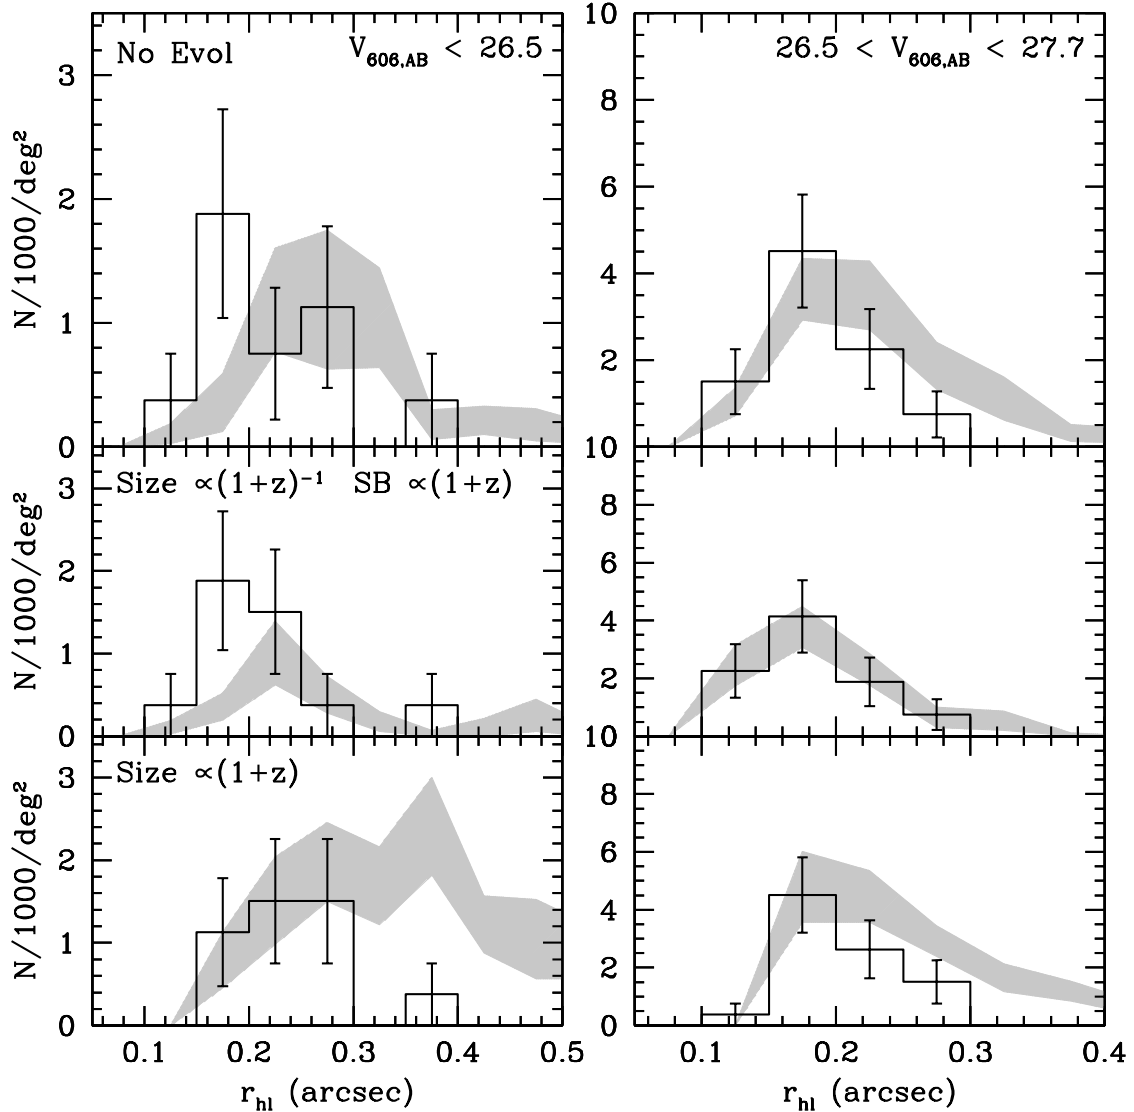 No Evol V₆₀₆,AB < 26.5
26.5 < V₆₀₆,AB < 27.7
3
2
1
0
N/1000/deg²
10
8
6
4
2
Size ∝(1+z)⁻¹ SB ∝(1+z)
3
2
1
0
N/1000/deg²
10
8
6
4
2
Size ∝(1+z)
3
2
1
0
N/1000/deg²
10
8
6
4
2
0
0.1 0.2 0.3 0.4 0.5
r_hl (arcsec)
0.1 0.2 0.3 0.4
r_hl (arcsec)